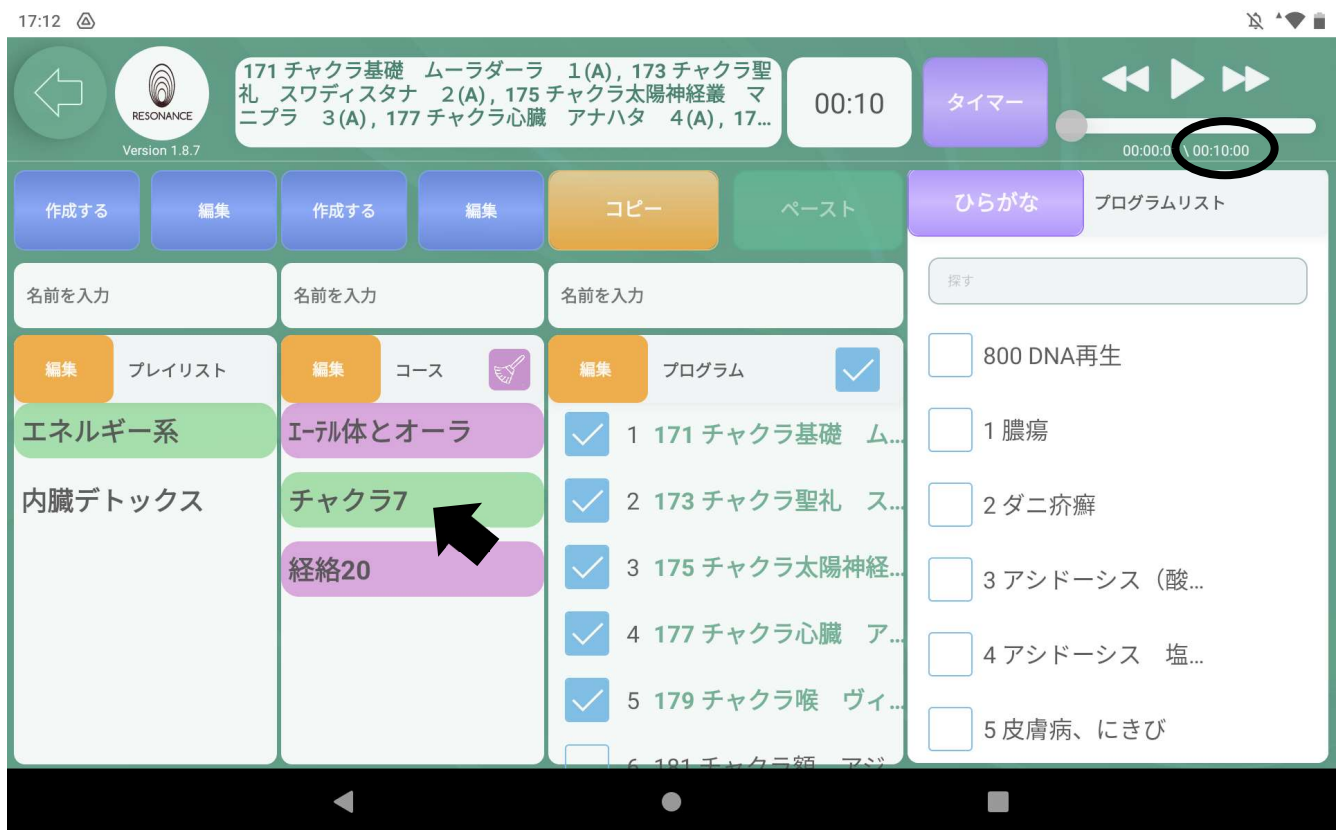 17:12
171 チャクラ基礎　ムーラダーラ　１(A) , 173 チャクラ聖
礼　スワディスタナ　２(A) , 175 チャクラ太陽神経叢　マ
ニプラ　３(A) , 177 チャクラ心臓　アナハタ　４(A) , 17...
00:10
タイマー
RESONANCE
Version 1.8.7
00:00:0
\ 00:10:00
作成する
編集
作成する
編集
コピー
ペースト
ひらがな
プログラムリスト
名前を入力
名前を入力
名前を入力
探す
編集
プレイリスト
編集
コース
編集
プログラム
エネルギー系
内臓デトックス
ｴｰﾃﾙ体とオーラ
チャクラ7
経絡20
1 171 チャクラ基礎　ム...
2 173 チャクラ聖礼　ス...
3 175 チャクラ太陽神経...
4 177 チャクラ心臓　ア...
5 179 チャクラ喉　ヴィ...
6 181 チャクラ額　アジ
800 DNA再生
1 膿瘍
2 ダニ疥癬
3 アシドーシス（酸...
4 アシドーシス　塩...
5 皮膚病、にきび